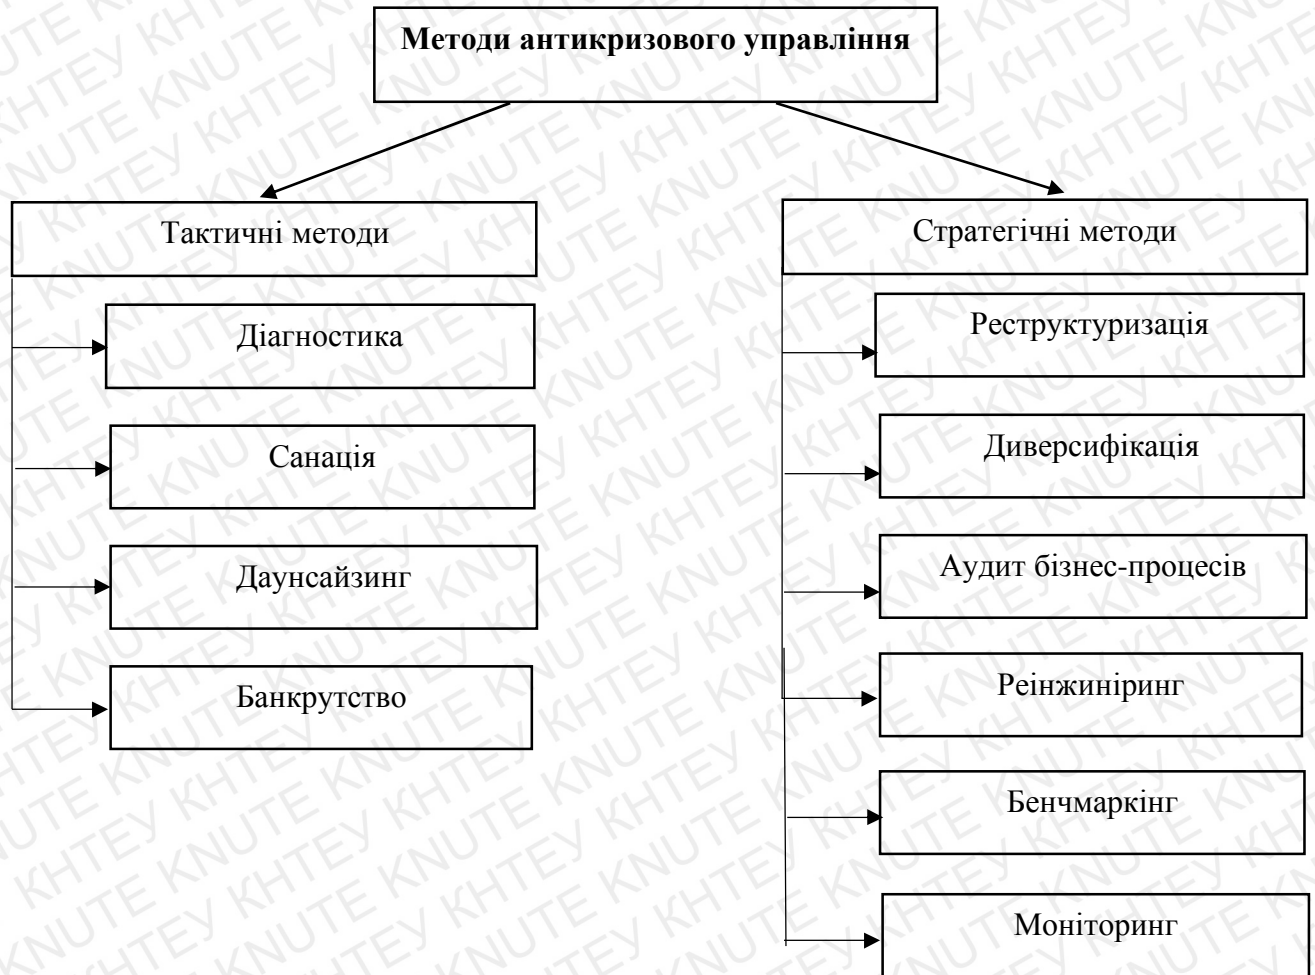 Методи антикризового управління
Тактичні методи
Діагностика
Санація
Даунсайзинг
Банкрутство
Стратегічні методи
Реструктуризація
Диверсифікація
Аудит бізнес-процесів
Реінжиніринг
Бенчмаркінг
Моніторинг